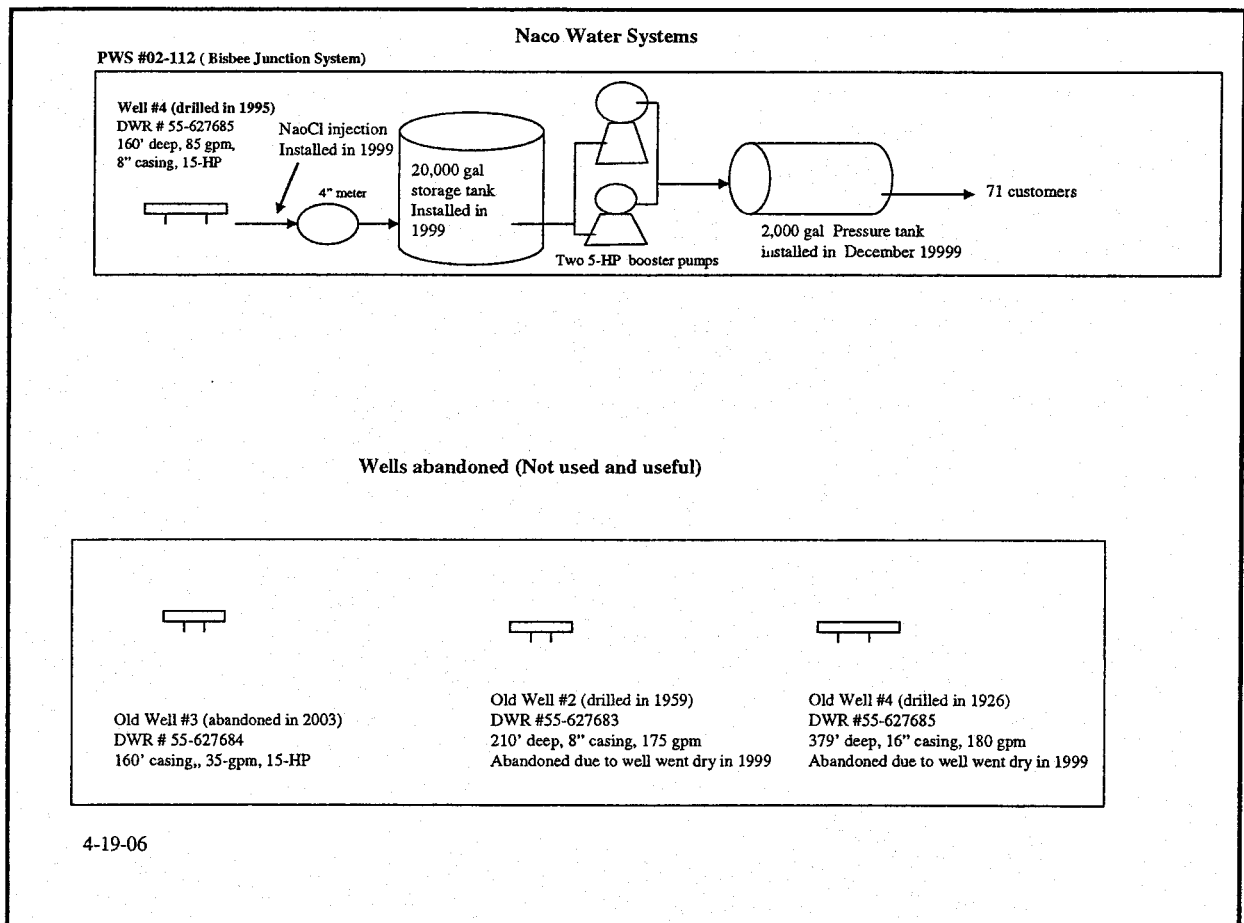 Naco Water Systems
PWS #02-112 ( Bisbee Junction System)
Well #4 (drilled in 1995)
DWR # 55-627685
160' deep, 85 gpm,
8" casing, 15-HP
NaoCl injection
Installed in 1999
4" meter
20,000 gal
storage tank
Installed in
1999
Two 5-HP booster pumps
2,000 gal Pressure tank
installed in December 19999
71 customers
Wells abandoned (Not used and useful)
Old Well #3 (abandoned in 2003)
DWR # 55-627684
160' casing,, 35-gpm, 15-HP
Old Well #2 (drilled in 1959)
DWR #55-627683
210' deep, 8" casing, 175 gpm
Abandoned due to well went dry in 1999
Old Well #4 (drilled in 1926)
DWR #55-627685
379' deep, 16" casing, 180 gpm
Abandoned due to well went dry in 1999
4-19-06